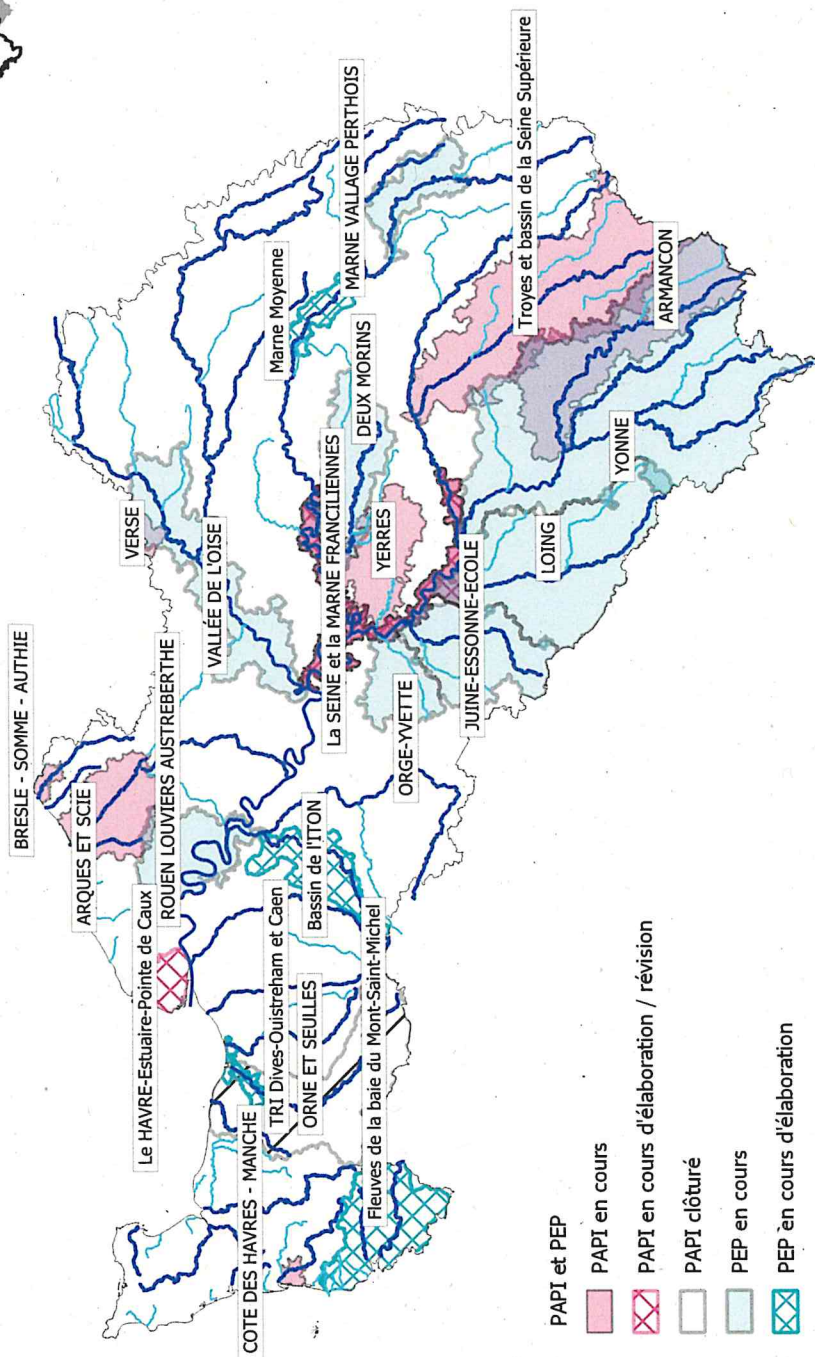 BRESLE - SOMME - AUTHIE
ARQUES ET SCIE
VERSE
Le HAVRE-Estuaire-Pointe de Caux
ROUEN LOUVIERS AUSTREBERTHE
VALLÉE DE L'OISE
Marne Moyenne
MARNE VALLAGE PERTHOIS
COTE DES HAVRES - MANCHE
TRI Dives-Ouistreham et Caen
ORNE ET SEULLES
Bassin de l'ITON
La SEINE et la MARNE FRANCILIENNES
DEUX MORINS
YERRES
Fleuves de la baie du Mont-Saint-Michel
ORGE-YVETTE
JUINE-ESSONNE-ECOLE
Troyes et bassin de la Seine Supérieure
LOING
YONNE
ARMANCON
PAPI et PEP
PAPI en cours
PAPI en cours d'élaboration / révision
PAPI clôturé
PEP en cours
PEP en cours d'élaboration